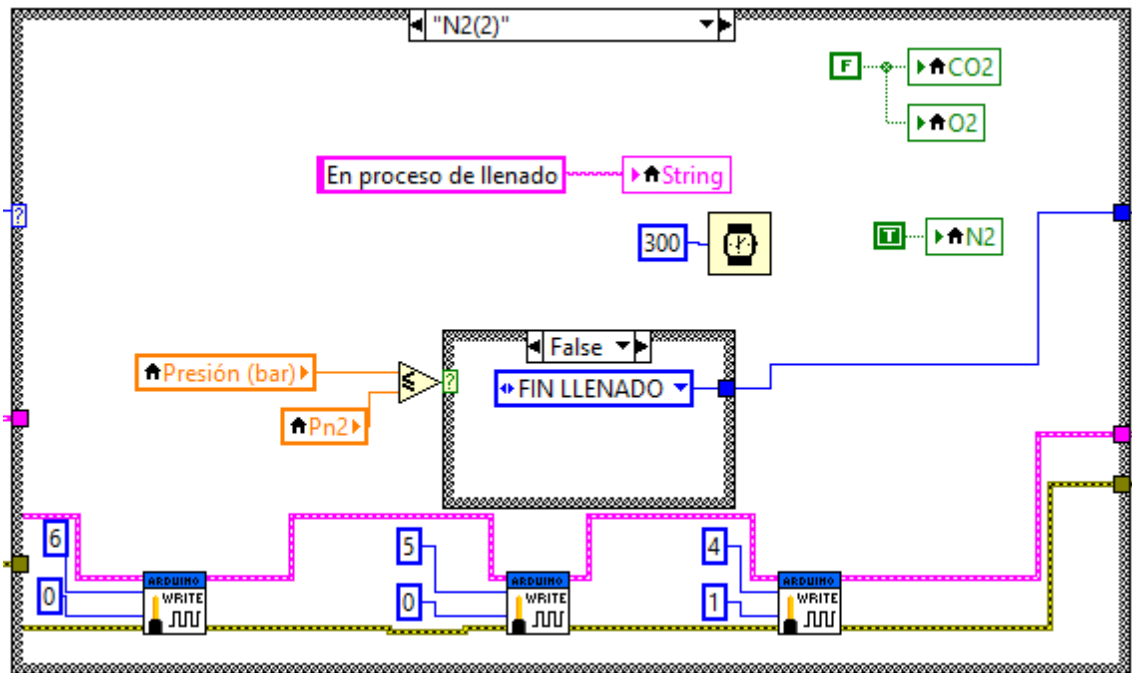 "N2(2)"
F
CO2
O2
En proceso de llenado
String
300
T
N2
?
False
Presión (bar)
≤
?
FIN LLENADO
Pn2
6
5
4
ARDUINO
ARDUINO
ARDUINO
WRITE
WRITE
WRITE
0
0
1